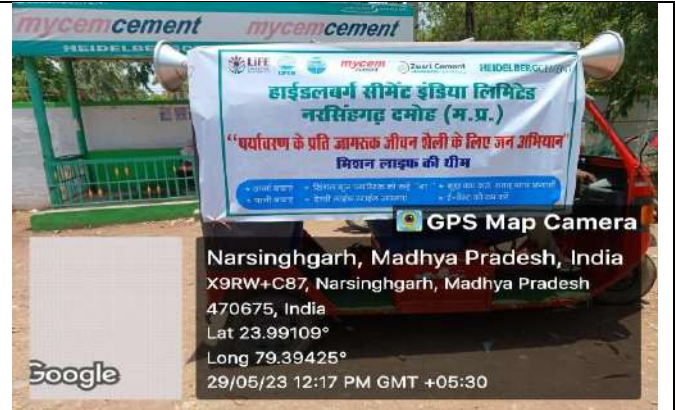 mycemcement mycemcement
HEIDELBERGC
LiFE mycem cement Zuari Cement HEIDELBERGCEMENT
हाईडलबर्ग सीमेंट इंडिया लिमिटेड
नरसिंहगढ़ दमोह (म.प्र.)
"पर्यावरण के प्रति जागरूक जीवन शैली के लिए जन अभियान"
मिशन लाइफ की थीम
GPS Map Camera
Narsinghgarh, Madhya Pradesh, India
X9RW+C87, Narsinghgarh, Madhya Pradesh
470675, India
Lat 23.99109°
Long 79.39425°
29/05/23 12:17 PM GMT +05:30
Google